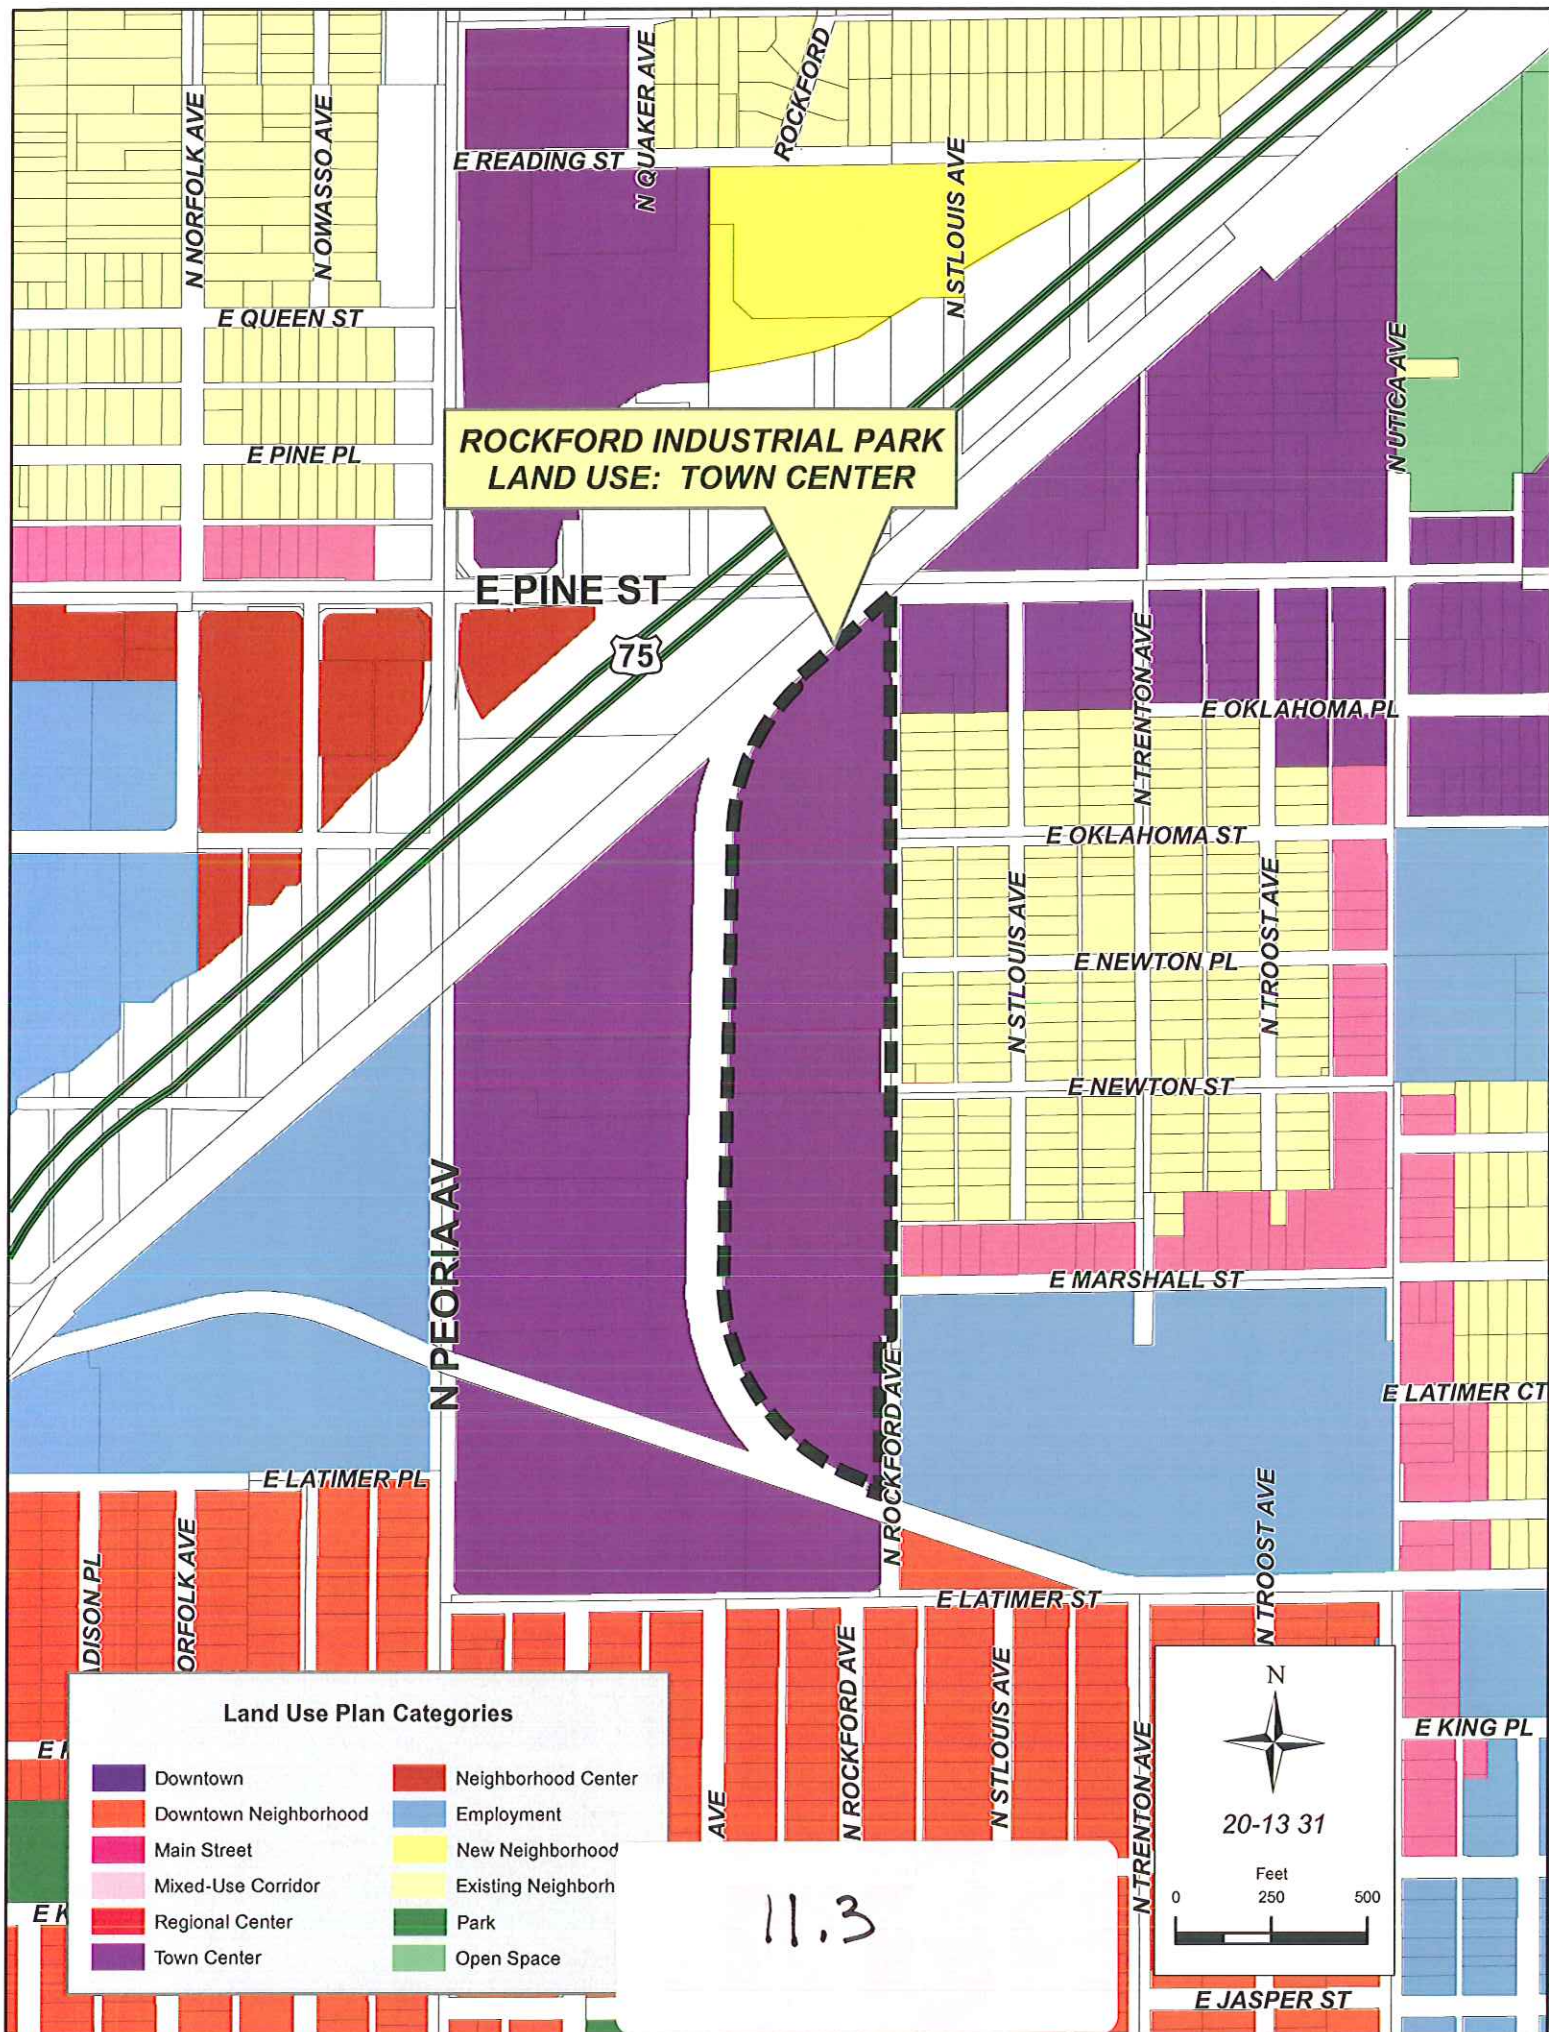 ROCKFORD
N QUAKER AVE
N NORFOLK AVE
N OWASSO AVE
E READING ST
N STLOUIS AVE
E QUEEN ST
N UTICA AVE
E PINE PL
ROCKFORD INDUSTRIAL PARK
LAND USE: TOWN CENTER
E PINE ST
75
N TRENTON AVE
E OKLAHOMA PL
E OKLAHOMA ST
N STLOUIS AVE
N TROOST AVE
E NEWTON PL
E NEWTON ST
N PEORIA AV
E MARSHALL ST
N ROCKFORD AVE
E LATIMER CT
E LATIMER PL
N TROOST AVE
E LATIMER ST
ADISON PL
ORFOLK AVE
AVE
N ROCKFORD AVE
N STLOUIS AVE
N TRENTON AVE
E KING PL
E K
Land Use Plan Categories
Downtown
Downtown Neighborhood
Main Street
Mixed-Use Corridor
Regional Center
Town Center
Neighborhood Center
Employment
New Neighborhood
Existing Neighborh
Park
Open Space
11.3
N
20-13 31
Feet
0 250 500
E JASPER ST